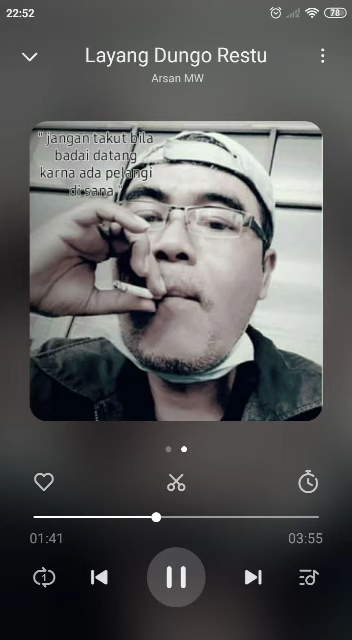 22:52
78
Layang Dungo Restu
Arsan MW
" jangan takut bila
badai datang
karna ada pelangi
di sana "
01:41
03:55
1